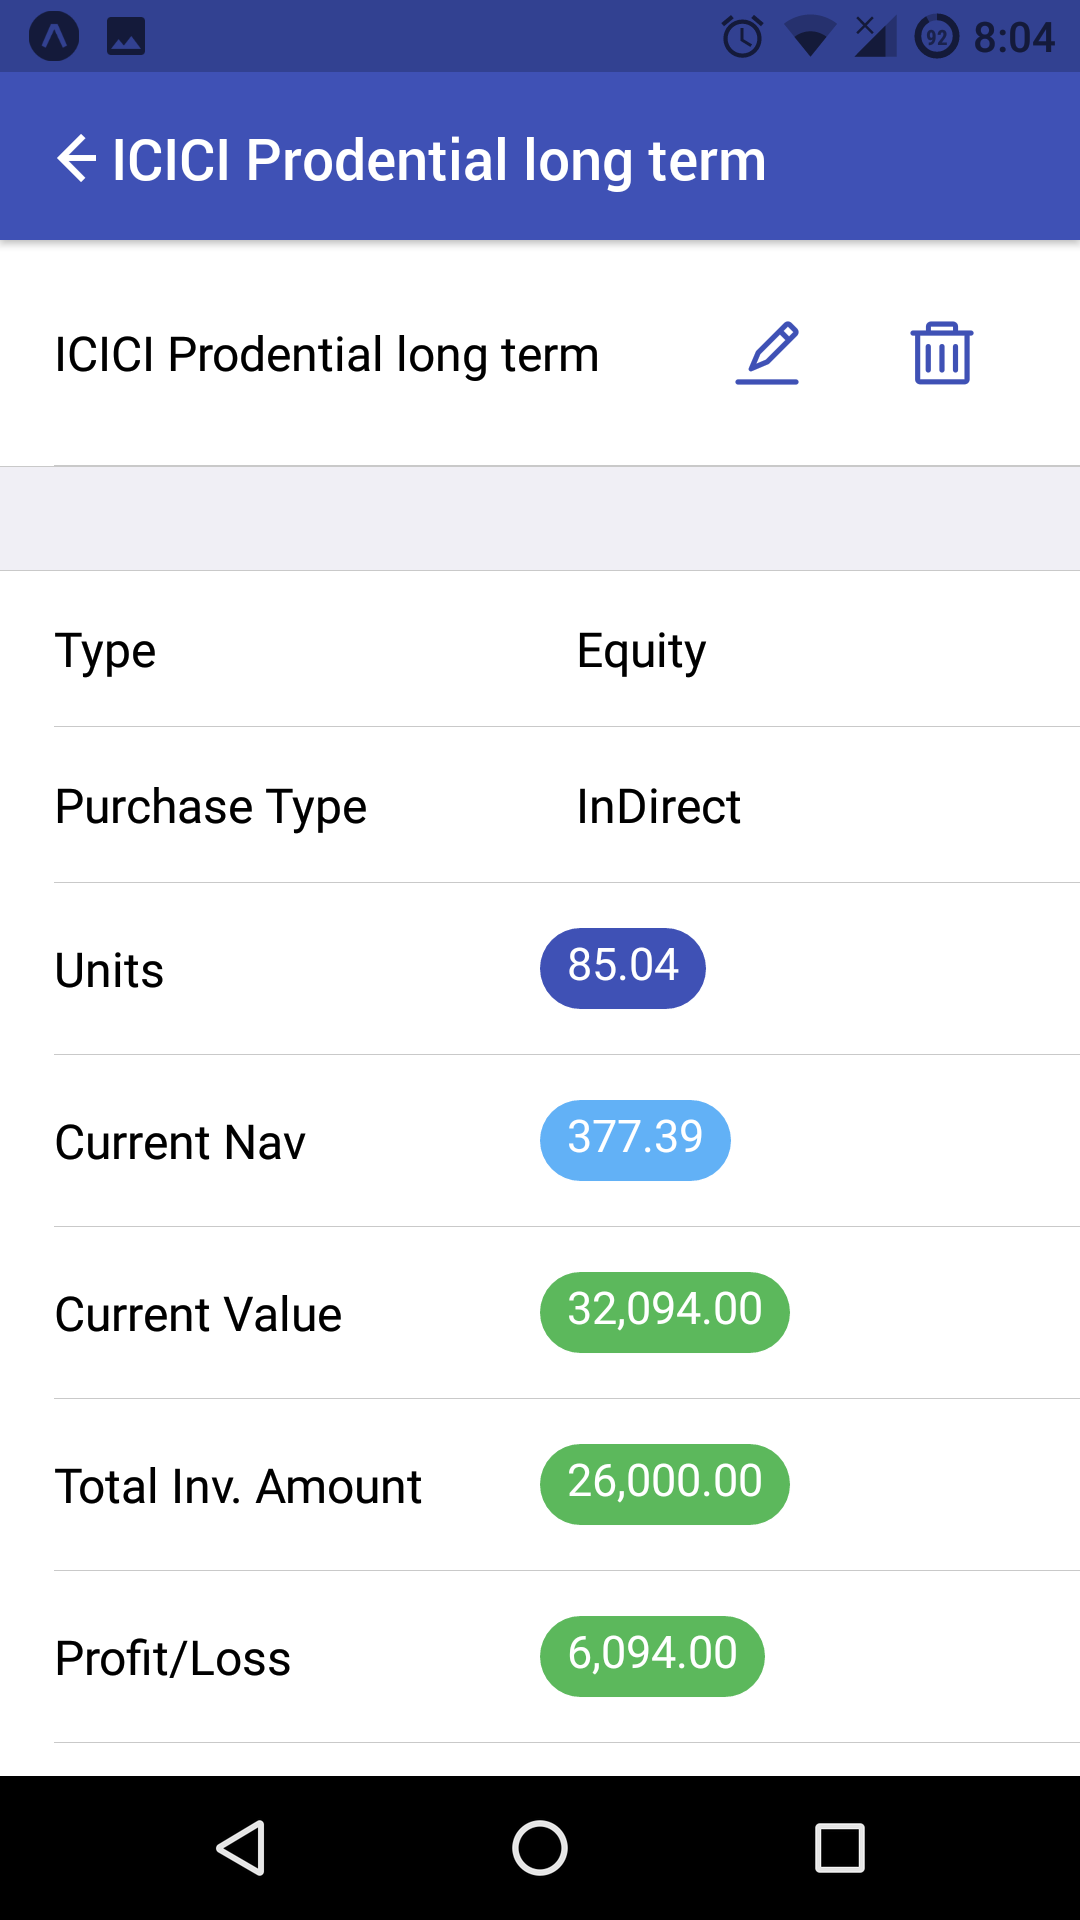 92 8:04
ICICI Prodential long term
ICICI Prodential long term
Type Equity
Purchase Type InDirect
Units 85.04
Current Nav 377.39
Current Value 32,094.00
Total Inv. Amount 26,000.00
Profit/Loss 6,094.00